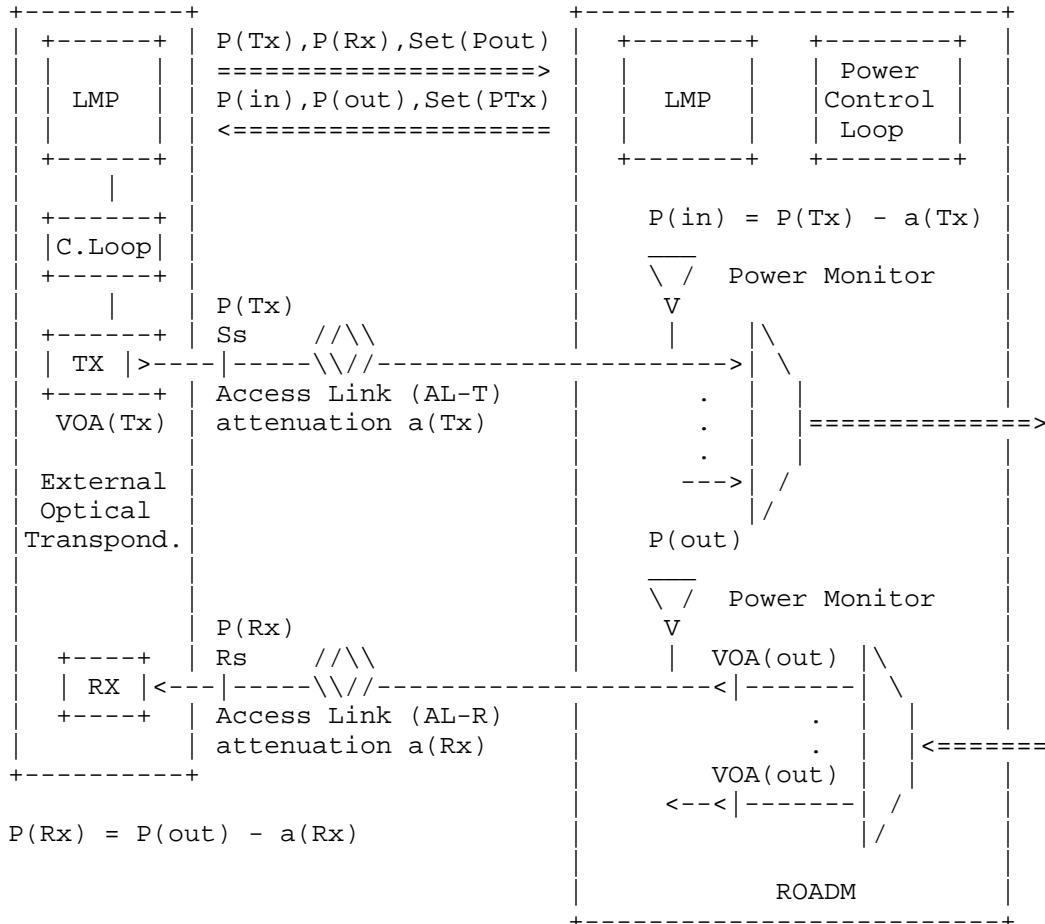 P(Tx),P(Rx),Set(Pout)
LMP P(in),P(out),Set(PTx) LMP
Power
Control
Loop
C.Loop
P(in) = P(Tx) - a(Tx)
Power Monitor
P(Tx)
Ss
TX
Access Link (AL-T)
VOA(Tx) attenuation a(Tx)
External
Optical
Transpond.
P(out)
Power Monitor
P(Rx)
Rs VOA(out)
RX
Access Link (AL-R)
attenuation a(Rx)
VOA(out)
P(Rx) = P(out) - a(Rx)
ROADM